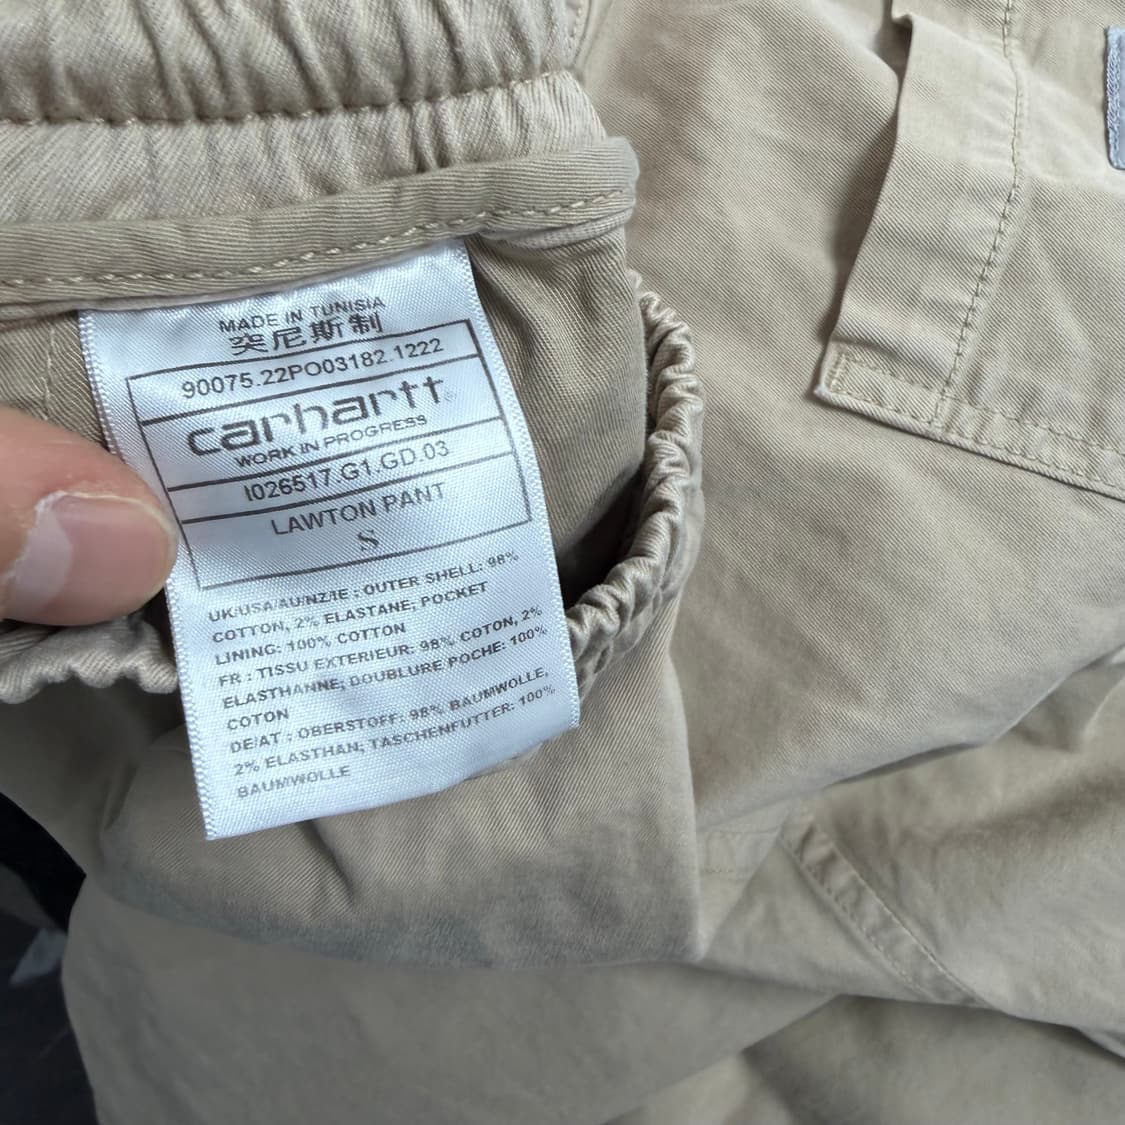 MADE IN TUNISIA
突尼斯制
90075.22PO03182.1222
carhartt
WORK IN PROGRESS
I026517.G1.GD.03
LAWTON PANT
S
UK/USA/AU/NZ/IE : OUTER SHELL: 98%
COTTON, 2% ELASTANE; POCKET
LINING: 100% COTTON
FR : TISSU EXTERIEUR: 98% COTON, 2%
ELASTHANNE; DOUBLURE POCHE: 100%
COTON
DE/AT : OBERSTOFF: 98% BAUMWOLLE,
2% ELASTHAN; TASCHENFUTTER: 100%
BAUMWOLLE